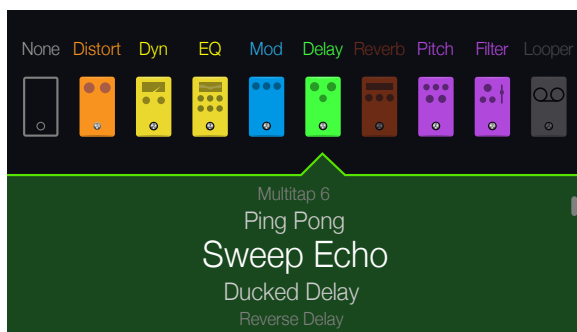 None Distort Dyn EQ Mod Delay Reverb Pitch Filter Looper
Multitap 6
Ping Pong
Sweep Echo
Ducked Delay
Reverse Delay